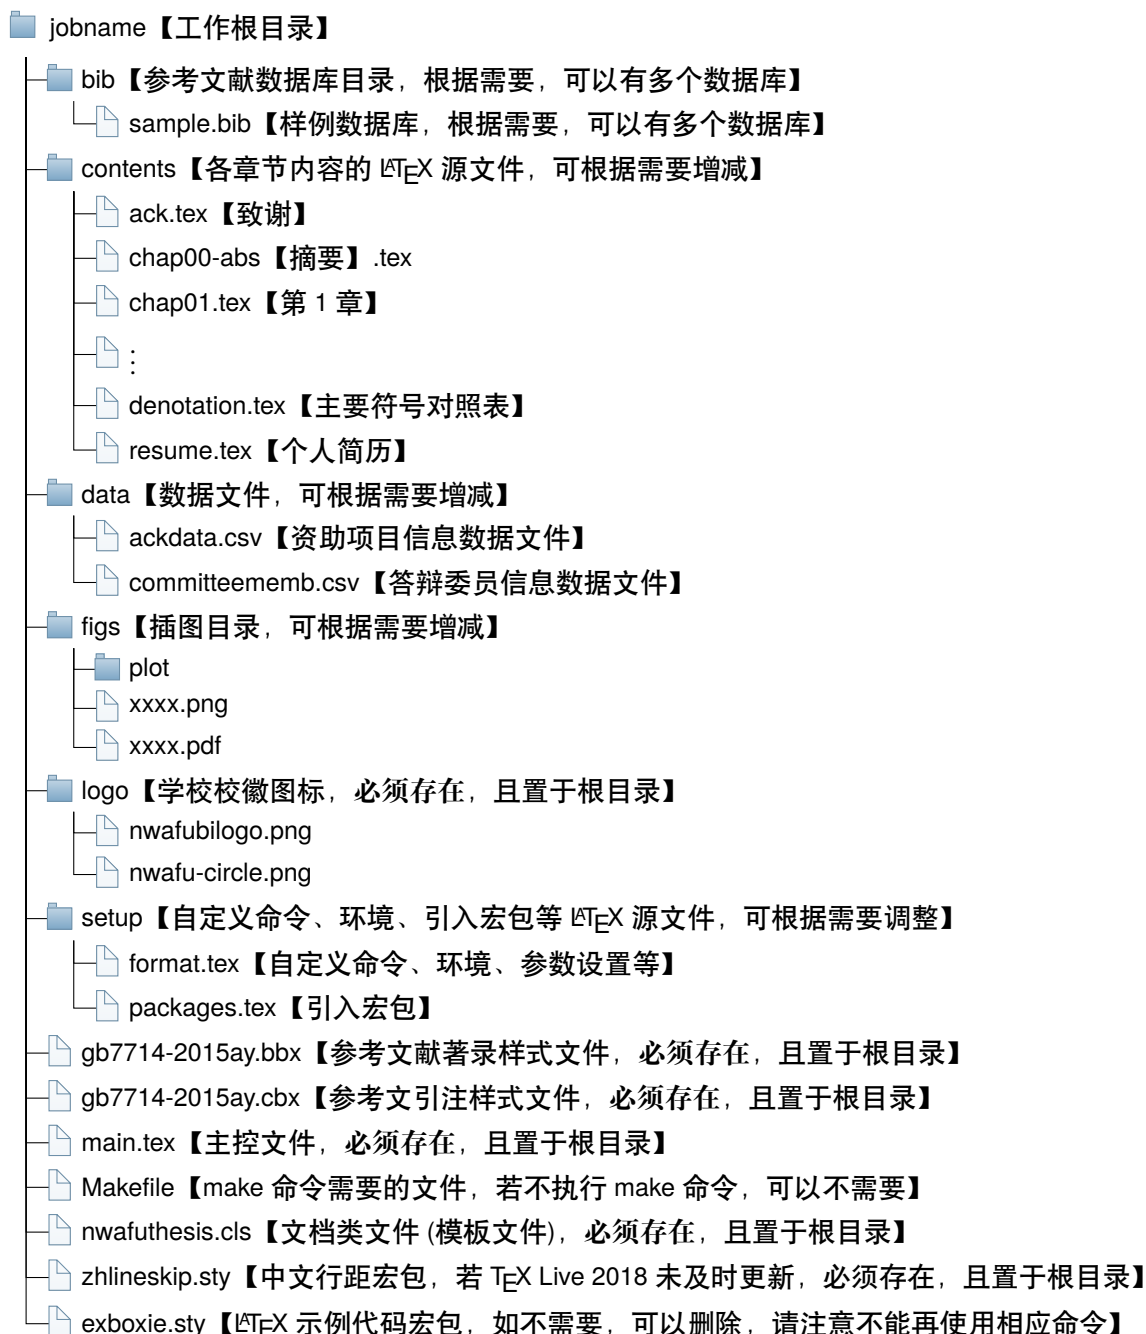 jobname【工作根目录】
bib【参考文献数据库目录，根据需要，可以有多个数据库】
sample.bib【样例数据库，根据需要，可以有多个数据库】
contents【各章节内容的 LATEX 源文件，可根据需要增减】
ack.tex【致谢】
chap00-abs【摘要】.tex
chap01.tex【第 1 章】
⋮
denotation.tex【主要符号对照表】
resume.tex【个人简历】
data【数据文件，可根据需要增减】
ackdata.csv【资助项目信息数据文件】
committeememb.csv【答辩委员信息数据文件】
figs【插图目录，可根据需要增减】
plot
xxxx.png
xxxx.pdf
logo【学校校徽图标，必须存在，且置于根目录】
nwafubilogo.png
nwafu-circle.png
setup【自定义命令、环境、引入宏包等 LATEX 源文件，可根据需要调整】
format.tex【自定义命令、环境、参数设置等】
packages.tex【引入宏包】
gb7714-2015ay.bbx【参考文献著录样式文件，必须存在，且置于根目录】
gb7714-2015ay.cbx【参考文引注样式文件，必须存在，且置于根目录】
main.tex【主控文件，必须存在，且置于根目录】
Makefile【make 命令需要的文件，若不执行 make 命令，可以不需要】
nwafuthesis.cls【文档类文件 (模板文件)，必须存在，且置于根目录】
zhlineskip.sty【中文行距宏包，若 TEX Live 2018 未及时更新，必须存在，且置于根目录】
exboxie.sty【LATEX 示例代码宏包，如不需要，可以删除，请注意不能再使用相应命令】